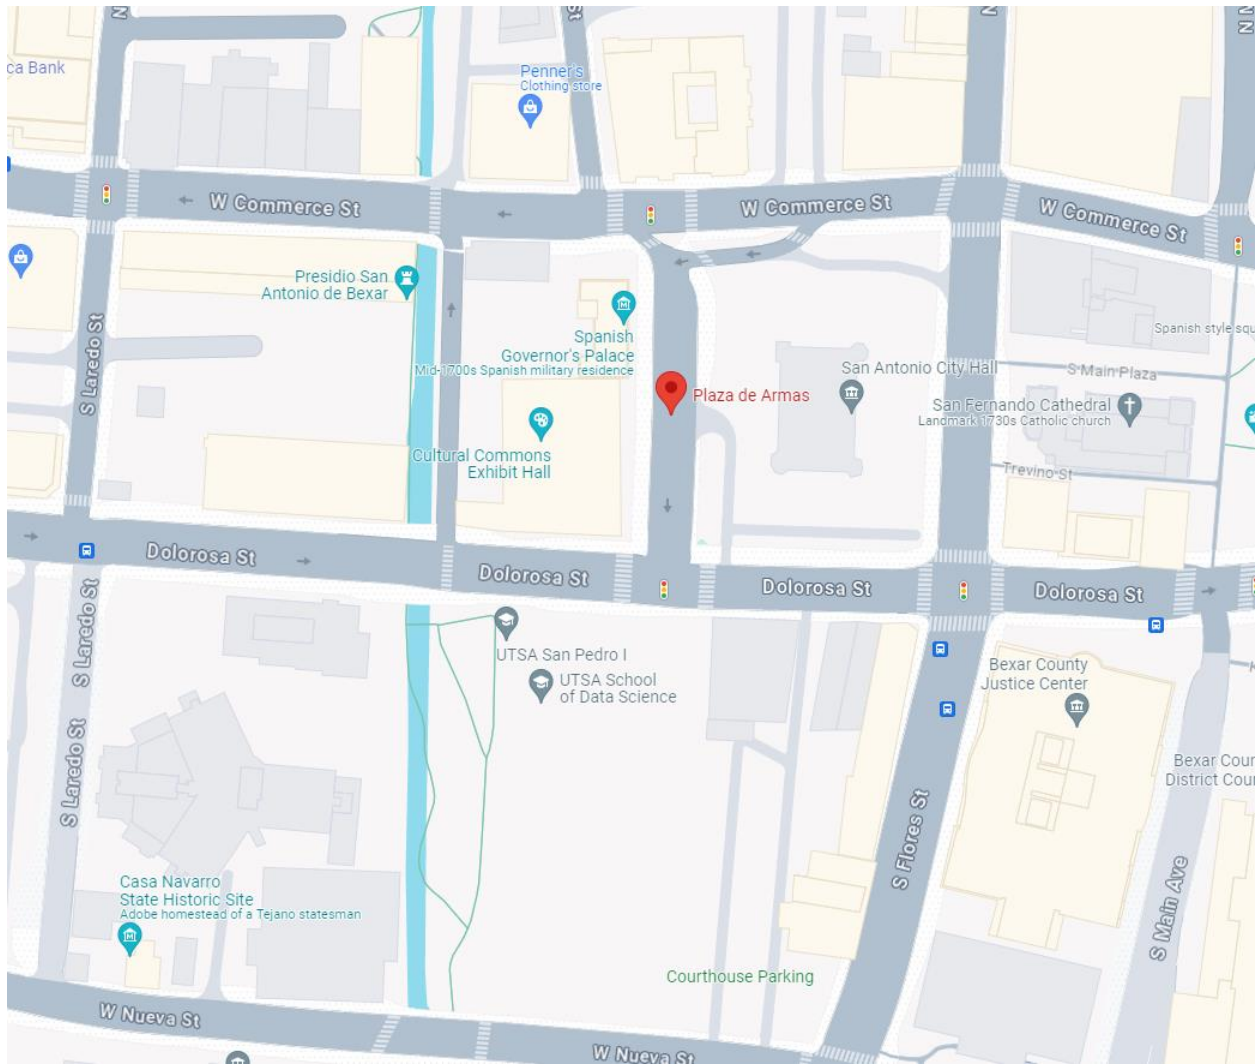 ca Bank
Penner's
Clothing store
St
N
N
N M
W Commerce St
W Commerce St
W Commerce St
Presidio San
Antonio de Bexar
Spanish
Governor's Palace
Mid-1700s Spanish military residence
S Laredo St
Plaza de Armas
San Antonio City Hall
Spanish style squ
S Main Plaza
San Fernando Cathedral
Landmark 1730s Catholic church
Cultural Commons
Exhibit Hall
Trevino St
Dolorosa St
Dolorosa St
Dolorosa St
Dolorosa St
S Laredo St
S Laredo St
UTSA San Pedro I
UTSA School
of Data Science
Bexar County
Justice Center
Bexar Cour
District Cour
S Flores St
S Main Ave
Casa Navarro
State Historic Site
Adobe homestead of a Tejano statesman
Courthouse Parking
W Nueva St
W Nueva St